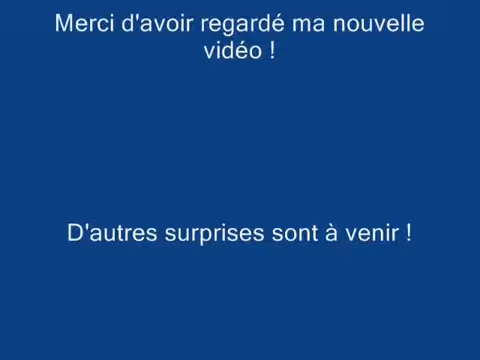 Merci d'avoir regardé ma nouvelle
vidéo !
D'autres surprises sont à venir !